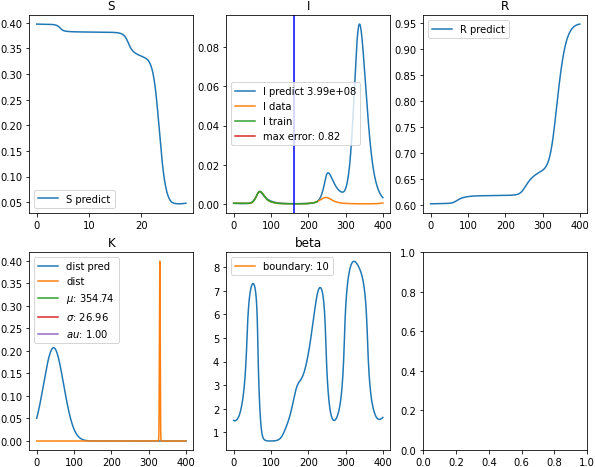 S
0.40
0.35
0.30
0.25
0.20
0.15
0.10
0.05
S predict
0 10 20
I
0.08
0.06
0.04
0.02
0.00
I predict 3.99e+08
I data
I train
max error: 0.82
0 100 200 300 400
R
0.95
0.90
0.85
0.80
0.75
0.70
0.65
0.60
R predict
0 100 200 300 400
K
0.40
0.35
0.30
0.25
0.20
0.15
0.10
0.05
0.00
dist pred
dist
μ: 354.74
σ: 26.96
au: 1.00
0 100 200 300 400
beta
8
7
6
5
4
3
2
1
boundary: 10
0 100 200 300 400
1.0
0.8
0.6
0.4
0.2
0.0
0.0 0.2 0.4 0.6 0.8 1.0